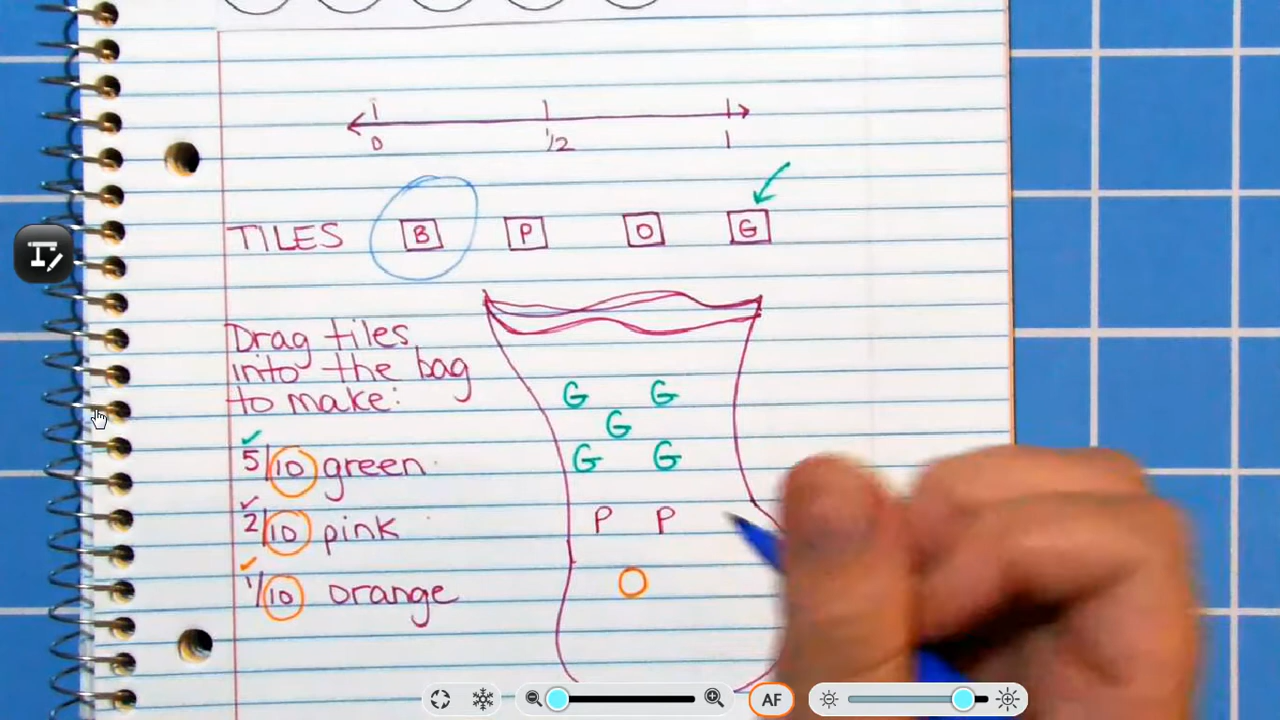 0 1/2 1
TILES B P O G
Drag tiles
into the bag
to make:
5/10 green
2/10 pink
1/10 orange
G G
G
G G
P P
O
AF